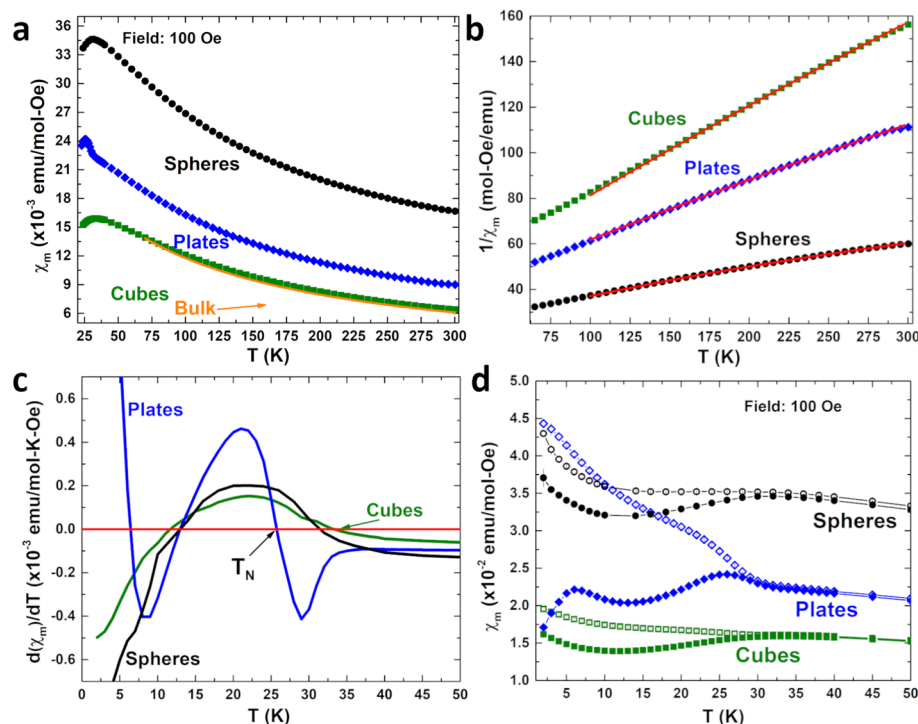 a
Field: 100 Oe
χm (x10-3 emu/mol-Oe)
36
33
30
27
24
21
18
15
12
9
6
Spheres
Plates
Cubes
Bulk
25 50 75 100 125 150 175 200 225 250 275 300
T (K)
b
1/χm (mol-Oe/emu)
160
140
120
100
80
60
40
Cubes
Plates
Spheres
75 100 125 150 175 200 225 250 275 300
T (K)
c
d(χm)/dT (x10-3 emu/mol-K-Oe)
0.6
0.4
0.2
0.0
-0.2
-0.4
-0.6
Plates
Cubes
TN
Spheres
0 5 10 15 20 25 30 35 40 45 50
T (K)
d
Field: 100 Oe
χm (x10-2 emu/mol-Oe)
5.0
4.5
4.0
3.5
3.0
2.5
2.0
1.5
1.0
Spheres
Plates
Cubes
5 10 15 20 25 30 35 40 45 50
T (K)